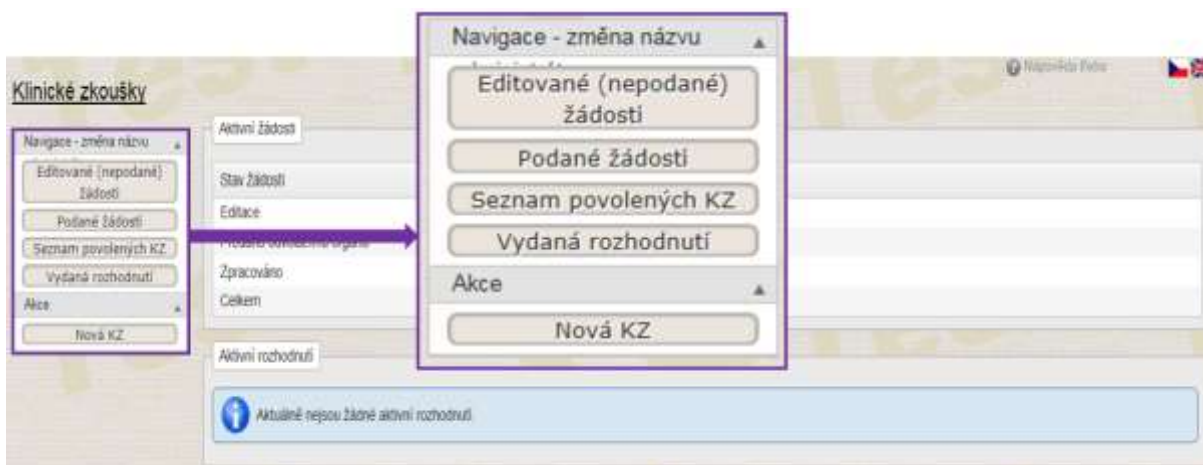 Klinické zkoušky
Nápověda
Navigace - změna názvu
Editované (nepodané)
žádosti
Podané žádosti
Seznam povolených KZ
Vydaná rozhodnutí
Akce
Nová KZ
Aktivní žádosti
Stav žádosti
Editace
Zpracováno
Celkem
Aktivní rozhodnutí
Aktuálně nejsou žádné aktivní rozhodnutí.
Navigace - změna názvu
Editované (nepodané)
žádosti
Podané žádosti
Seznam povolených KZ
Vydaná rozhodnutí
Akce
Nová KZ
Test